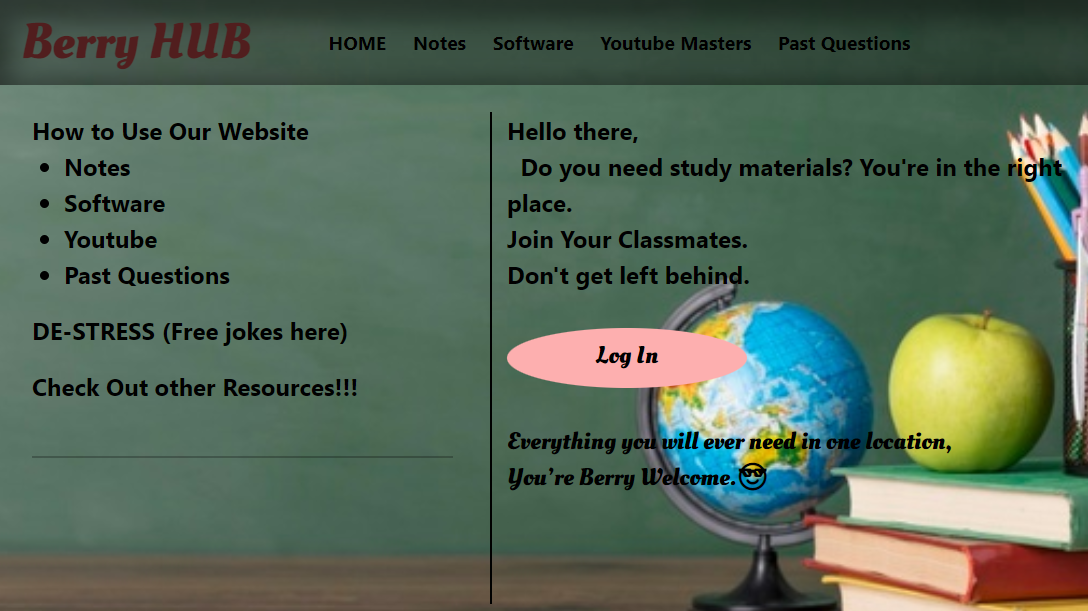 Berry HUB
HOME Notes Software Youtube Masters Past Questions
How to Use Our Website
Notes
Software
Youtube
Past Questions
DE-STRESS (Free jokes here)
Check Out other Resources!!!
Hello there,
Do you need study materials? You're in the right
place.
Join Your Classmates.
Don't get left behind.
Log In
Everything you will ever need in one location,
You're Berry Welcome.😎